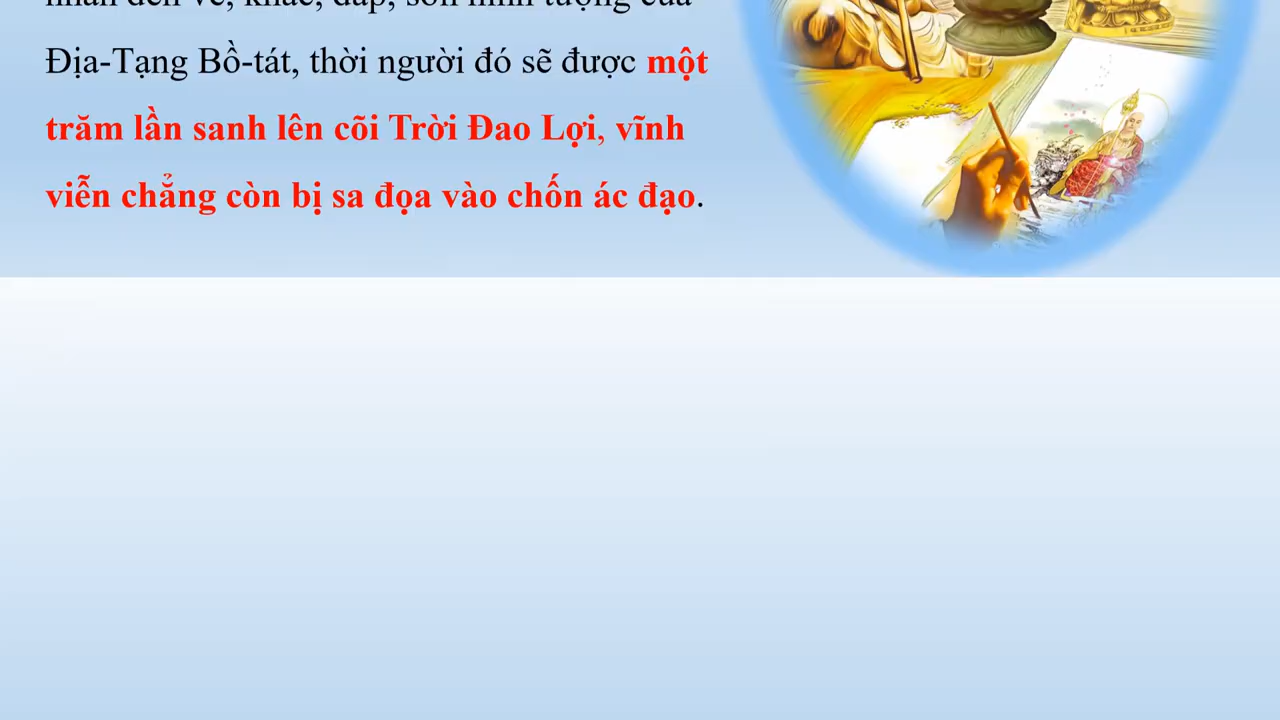 Địa-Tạng Bồ-tát, thời người đó sẽ được một
trăm lần sanh lên cõi Trời Đao Lợi, vĩnh
viễn chẳng còn bị sa đọa vào chốn ác đạo.